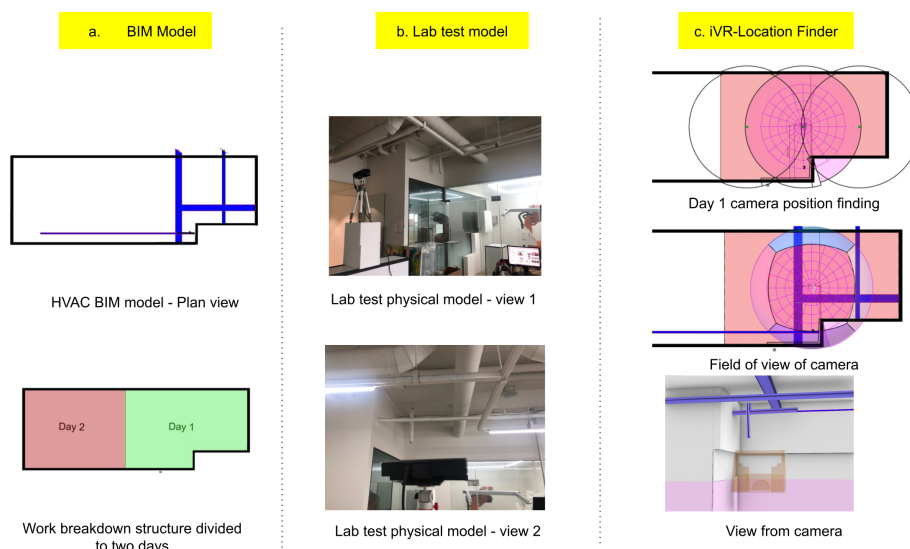 a. BIM Model
HVAC BIM model - Plan view
Day 2
Day 1
Work breakdown structure divided
to two days
b. Lab test model
Lab test physical model - view 1
Lab test physical model - view 2
c. iVR-Location Finder
Day 1 camera position finding
Field of view of camera
View from camera